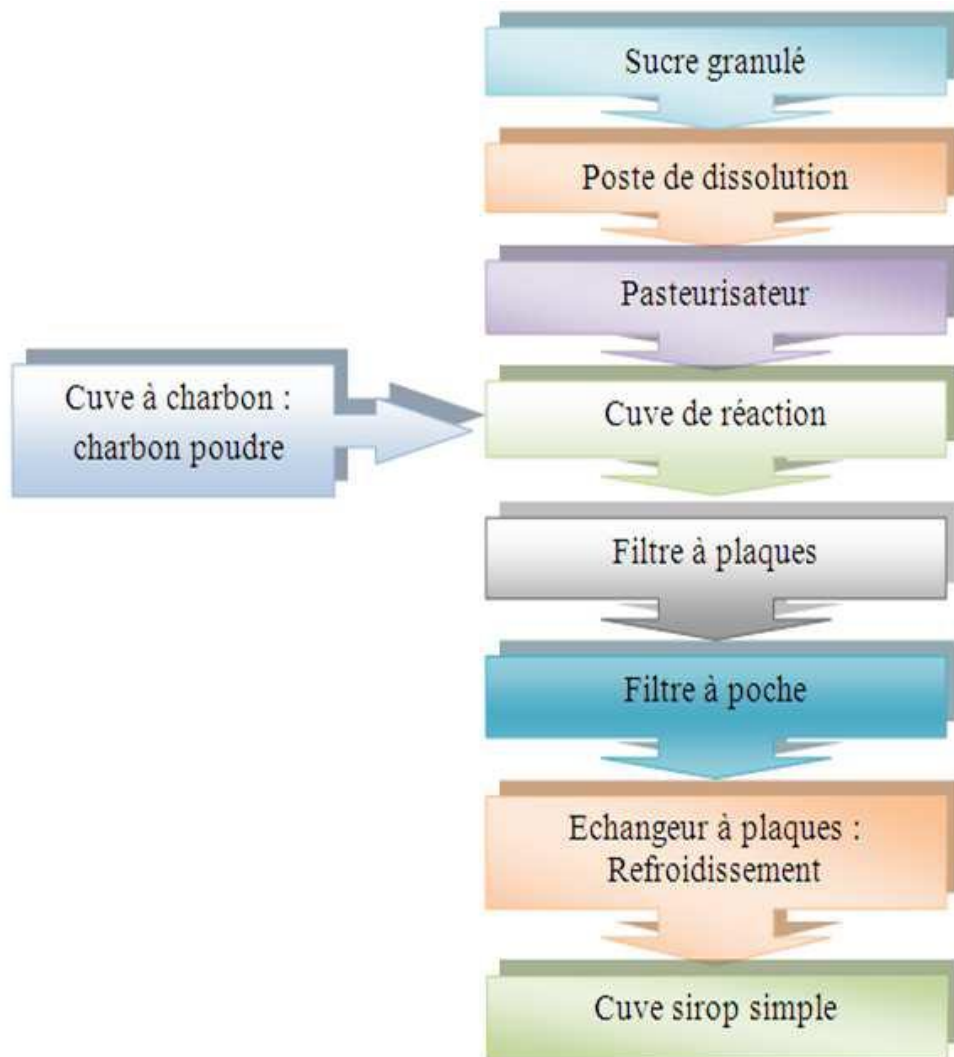 Sucre granulé
Poste de dissolution
Pasteurisateur
Cuve à charbon :
charbon poudre
Cuve de réaction
Filtre à plaques
Filtre à poche
Echangeur à plaques :
Refroidissement
Cuve sirop simple